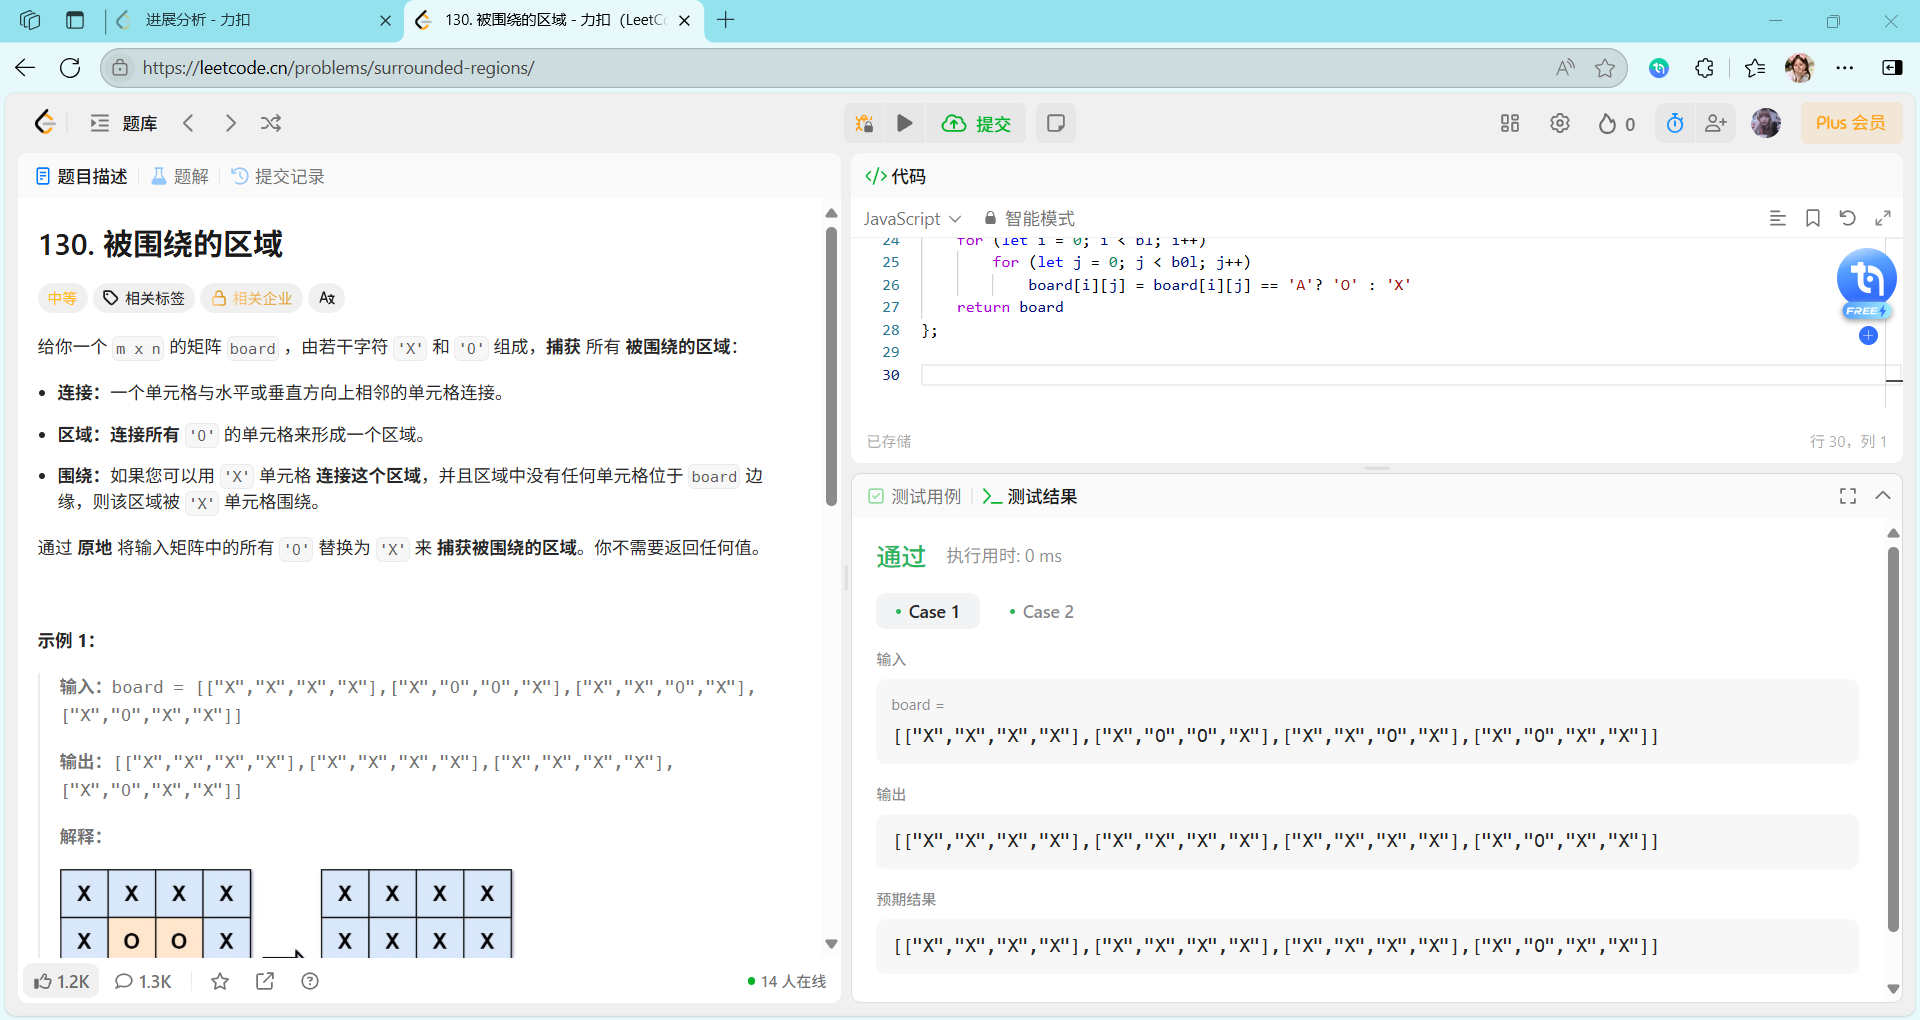 进展分析 - 力扣
130. 被围绕的区域 - 力扣 (LeetC
https://leetcode.cn/problems/surrounded-regions/
题库
提交
0
Plus 会员
题目描述
题解
提交记录
130. 被围绕的区域
中等
相关标签
相关企业
给你一个 m x n 的矩阵 board ，由若干字符 'X' 和 'O' 组成，捕获 所有 被围绕的区域：
连接：一个单元格与水平或垂直方向上相邻的单元格连接。
区域：连接所有 'O' 的单元格来形成一个区域。
围绕：如果您可以用 'X' 单元格 连接这个区域，并且区域中没有任何单元格位于 board 边
缘，则该区域被 'X' 单元格围绕。
通过 原地 将输入矩阵中的所有 'O' 替换为 'X' 来 捕获被围绕的区域。你不需要返回任何值。
示例 1：
输入：board = [["X","X","X","X"],["X","O","O","X"],["X","X","O","X"],
["X","O","X","X"]]
输出：[["X","X","X","X"],["X","X","X","X"],["X","X","X","X"],
["X","O","X","X"]]
解释：
X X X X X X X X
X O O X X X X X
1.2K
1.3K
14 人在线
代码
JavaScript
智能模式
24 for (let i = 0; i < bl; i++)
25 for (let j = 0; j < b0l; j++)
26 board[i][j] = board[i][j] == 'A'? 'O' : 'X'
27 return board
28 };
29
30
FREE
已存储
行 30，列 1
测试用例
测试结果
通过
执行用时: 0 ms
Case 1
Case 2
输入
board =
[["X","X","X","X"],["X","O","O","X"],["X","X","O","X"],["X","O","X","X"]]
输出
[["X","X","X","X"],["X","X","X","X"],["X","X","X","X"],["X","O","X","X"]]
预期结果
[["X","X","X","X"],["X","X","X","X"],["X","X","X","X"],["X","O","X","X"]]